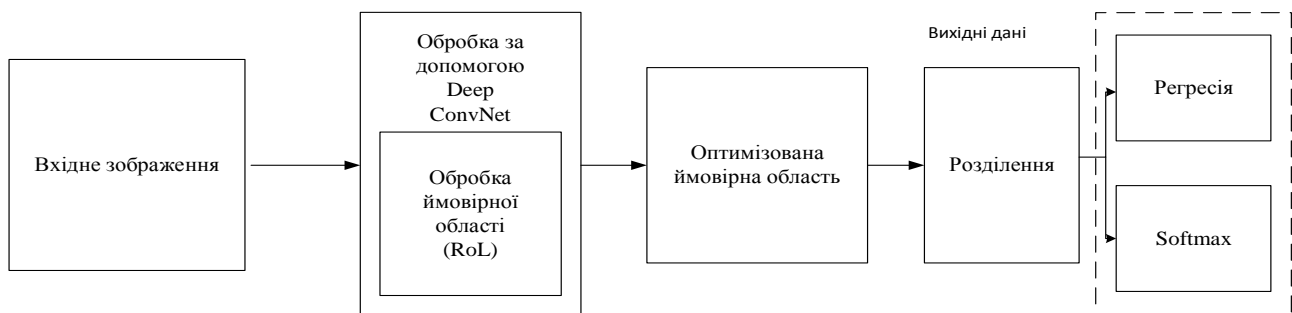 Вхідне зображення
Обробка за
допомогою
Deep
ConvNet
Обробка
ймовірної
області
(RoL)
Оптимізована
ймовірна область
Розділення
Вихідні дані
Регресія
Softmax